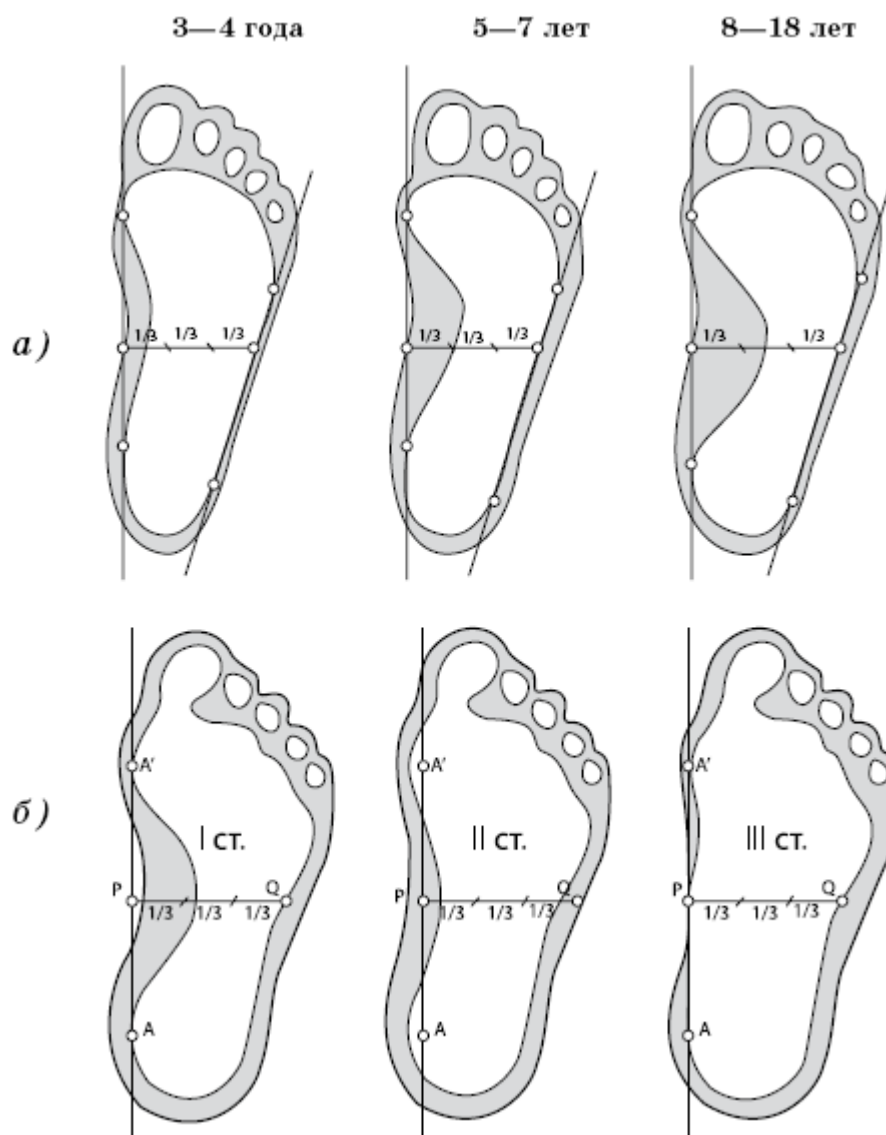 3—4 года 5—7 лет 8—18 лет
а)
1/3 1/3 1/3
1/3 1/3 1/3
1/3 1/3
б)
A′ A′ A′
I ст. II ст. III ст.
P Q P Q P Q
1/3 1/3 1/3 1/3 1/3 1/3 1/3 1/3 1/3
A A A